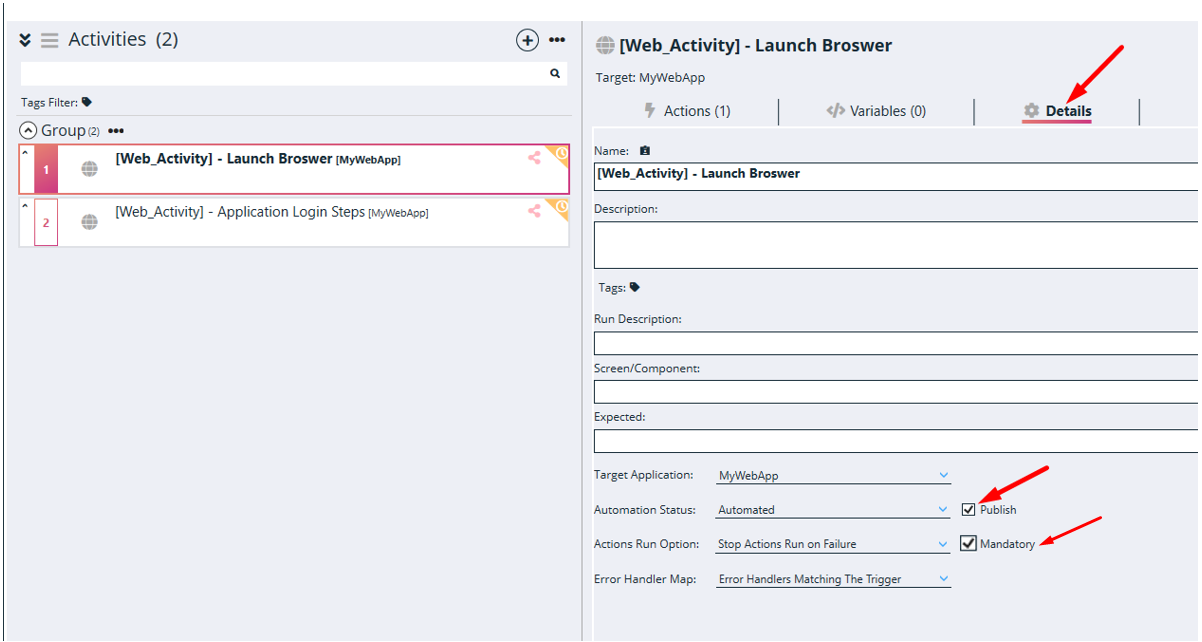 Activities (2)
Tags Filter:
Group (2)
1
[Web_Activity] - Launch Broswer [MyWebApp]
2
[Web_Activity] - Application Login Steps [MyWebApp]
[Web_Activity] - Launch Broswer
Target: MyWebApp
Actions (1)
Variables (0)
Details
Name:
[Web_Activity] - Launch Broswer
Description:
Tags:
Run Description:
Screen/Component:
Expected:
Target Application: MyWebApp
Automation Status: Automated Publish
Actions Run Option: Stop Actions Run on Failure Mandatory
Error Handler Map: Error Handlers Matching The Trigger